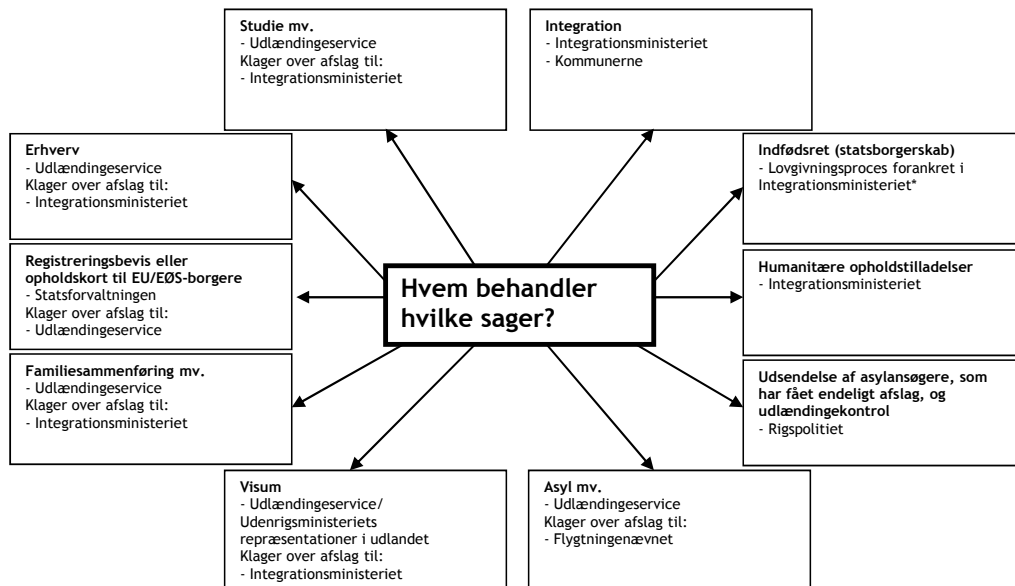 Studie mv.
- Udlændingeservice
Klager over afslag til:
- Integrationsministeriet
Integration
- Integrationsministeriet
- Kommunerne
Erhverv
- Udlændingeservice
Klager over afslag til:
- Integrationsministeriet
Indfødsret (statsborgerskab)
- Lovgivningsproces forankret i
Integrationsministeriet*
Registreringsbevis eller
opholdskort til EU/EØS-borgere
- Statsforvaltningen
Klager over afslag til:
- Udlændingeservice
Hvem behandler
hvilke sager?
Humanitære opholdstilladelser
- Integrationsministeriet
Familiesammenføring mv.
- Udlændingeservice
Klager over afslag til:
- Integrationsministeriet
Udsendelse af asylansøgere, som
har fået endeligt afslag, og
udlændingekontrol
- Rigspolitiet
Visum
- Udlændingeservice/
Udenrigsministeriets
repræsentationer i udlandet
Klager over afslag til:
- Integrationsministeriet
Asyl mv.
- Udlændingeservice
Klager over afslag til:
- Flygtningenævnet